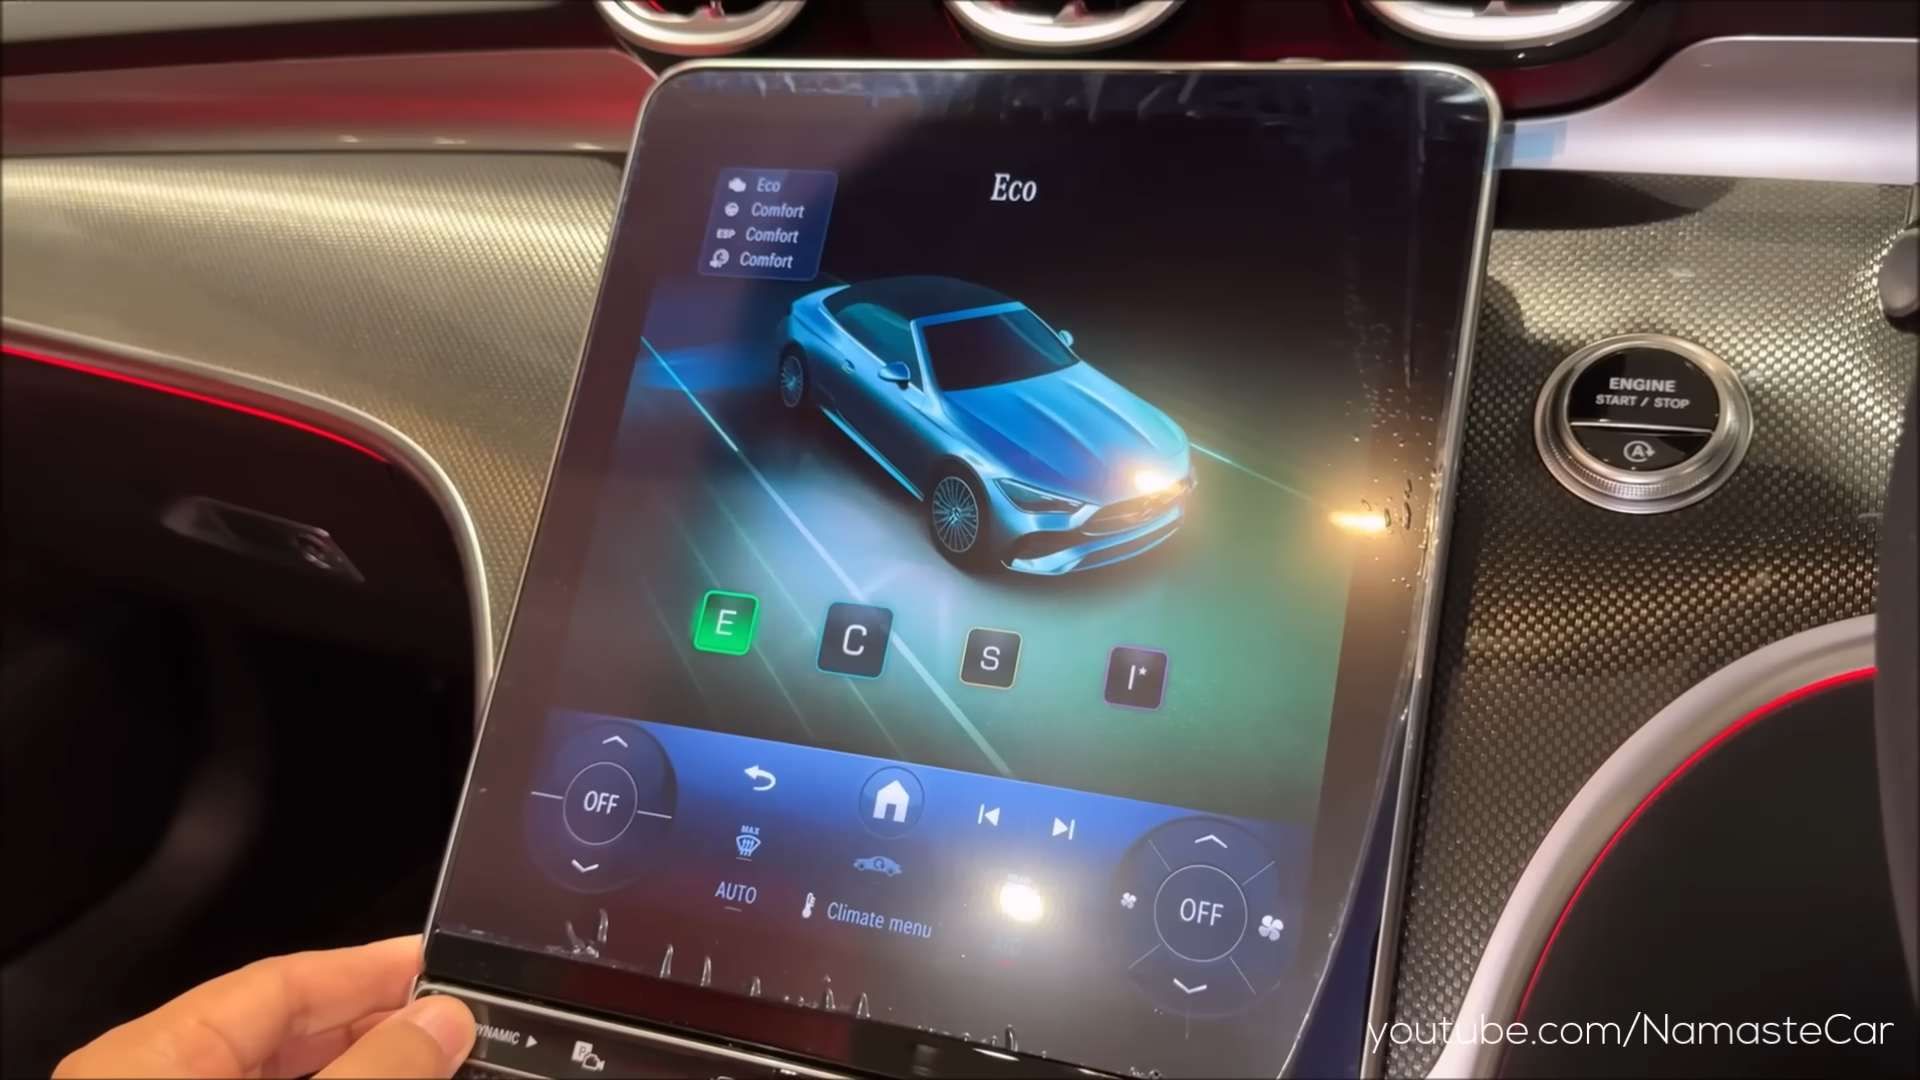 Eco
Eco
Comfort
ESP Comfort
Comfort
ENGINE
START / STOP
A
E
C
S
I*
OFF
MAX
AUTO
Climate menu
OFF
DYNAMIC
P
youtube.com/NamasteCar